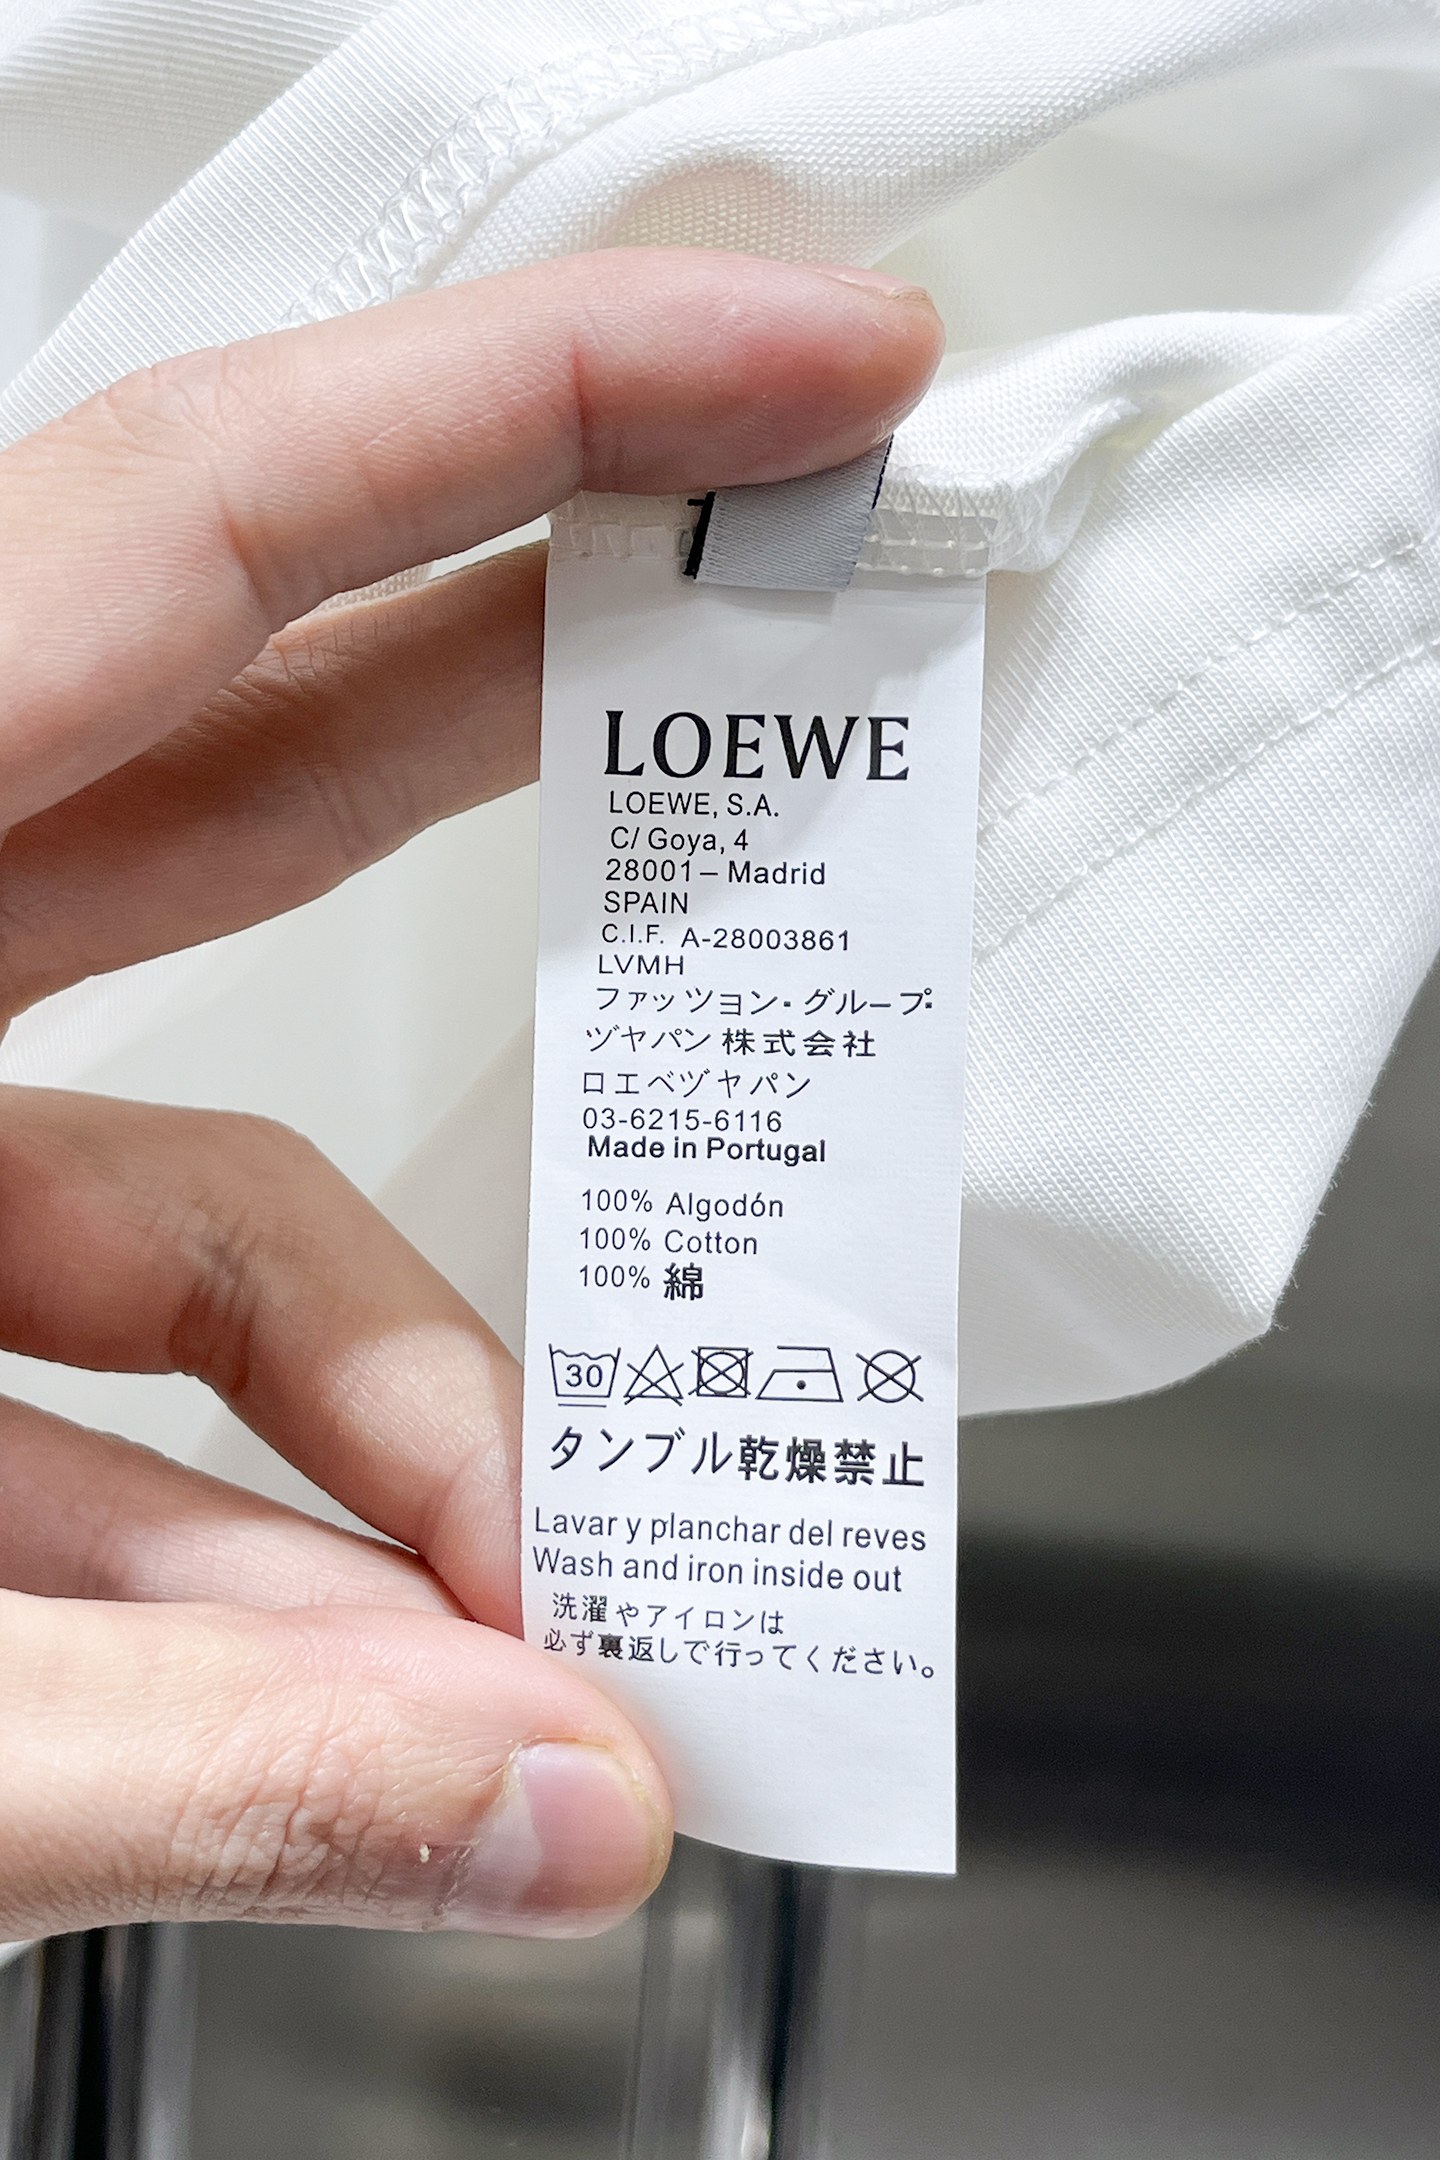 LOEWE
LOEWE, S.A.
C/ Goya, 4
28001 – Madrid
SPAIN
C.I.F. A-28003861
LVMH
ファッツョン・グループ
ヅヤパン 株式会社
ロエベヅヤパン
03-6215-6116
Made in Portugal
100% Algodón
100% Cotton
100% 綿
30
タンブル乾燥禁止
Lavar y planchar del reves
Wash and iron inside out
洗濯やアイロンは
必ず裏返しで行ってください。